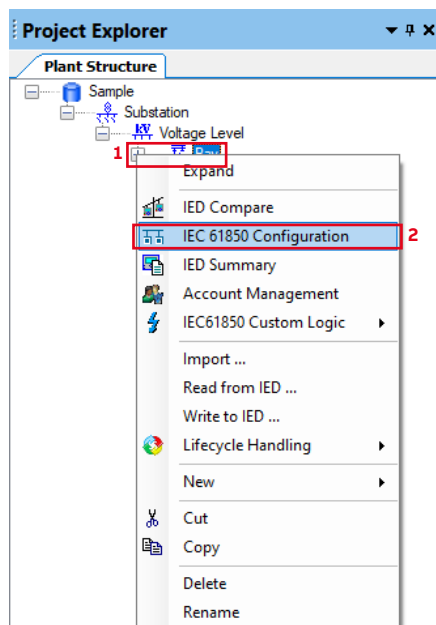 Project Explorer
Plant Structure
Sample
Substation
Voltage Level
1
Bay
Expand
IED Compare
IEC 61850 Configuration 2
IED Summary
Account Management
IEC61850 Custom Logic
Import ...
Read from IED ...
Write to IED ...
Lifecycle Handling
New
Cut
Copy
Delete
Rename